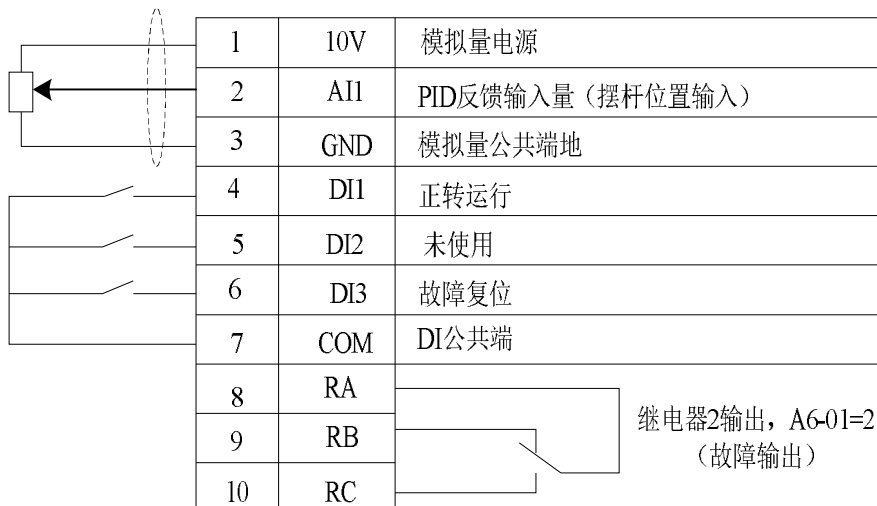 1 10V 模拟量电源
2 AI1 PID反馈输入量（摆杆位置输入）
3 GND 模拟量公共端地
4 DI1 正转运行
5 DI2 未使用
6 DI3 故障复位
7 COM DI公共端
8 RA
9 RB
10 RC
继电器2输出，A6-01=2
（故障输出）